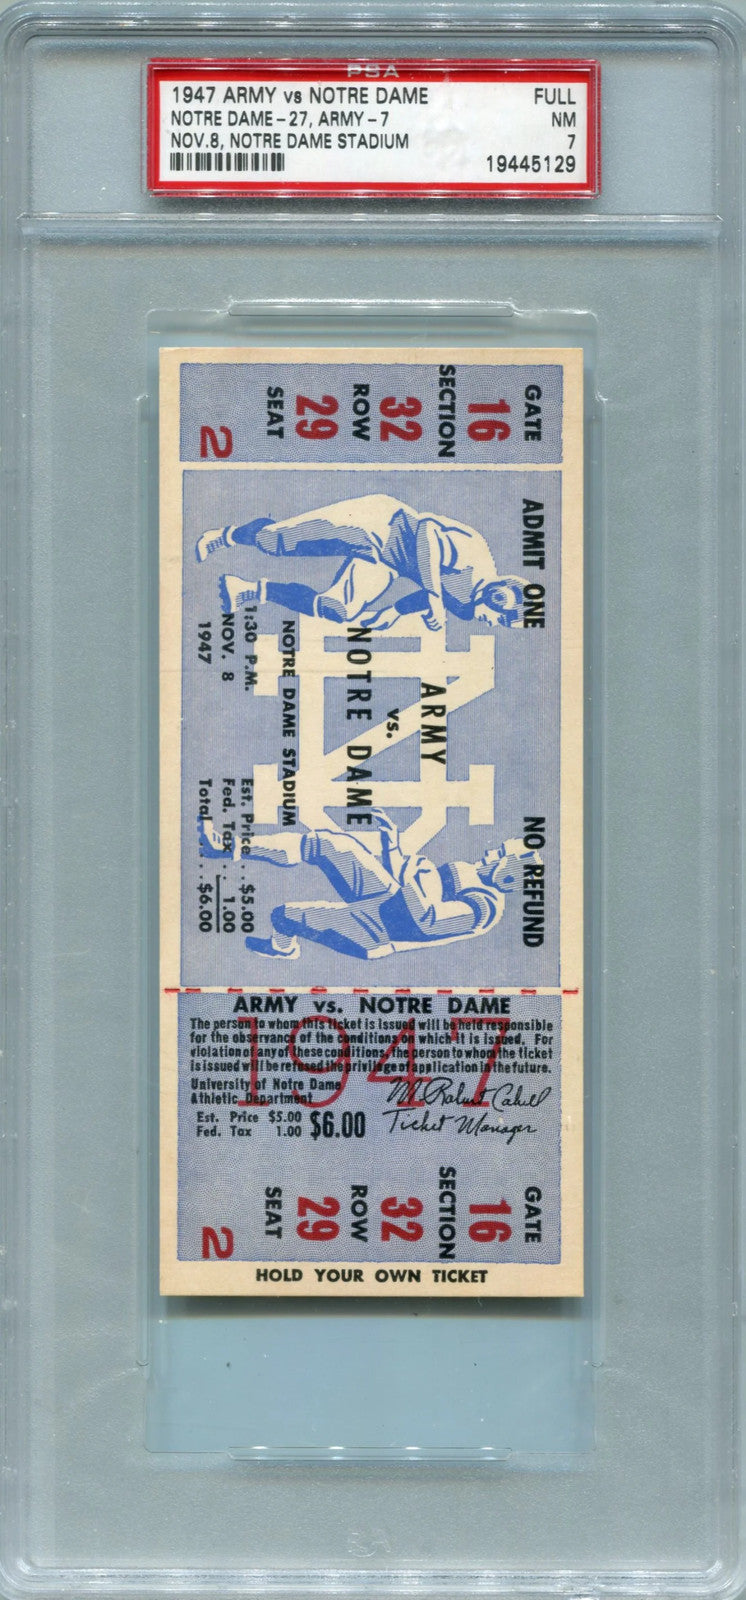 PSA
1947 ARMY vs NOTRE DAME FULL
NOTRE DAME-27, ARMY-7 NM
NOV.8, NOTRE DAME STADIUM 7
19445129
GATE
16
SECTION
32
ROW
29
SEAT
2
ADMIT ONE
NO REFUND
ARMY
vs.
NOTRE DAME
NOTRE DAME STADIUM
1:30 P.M.
NOV. 8
1947
Est. Price . . $5.00
Fed. Tax . . 1.00
Total . . . $6.00
ND
ARMY vs. NOTRE DAME
1947
The person to whom this ticket is issued will be held responsible
for the observance of the conditions on which it is issued. For
violation of any of these conditions, the person to whom the ticket
is issued will be refused the privilege of application in the future.
University of Notre Dame
Athletic Department
M. Robert Cahill
Ticket Manager
Est. Price $5.00
Fed. Tax 1.00 $6.00
GATE
16
SECTION
32
ROW
29
SEAT
2
HOLD YOUR OWN TICKET